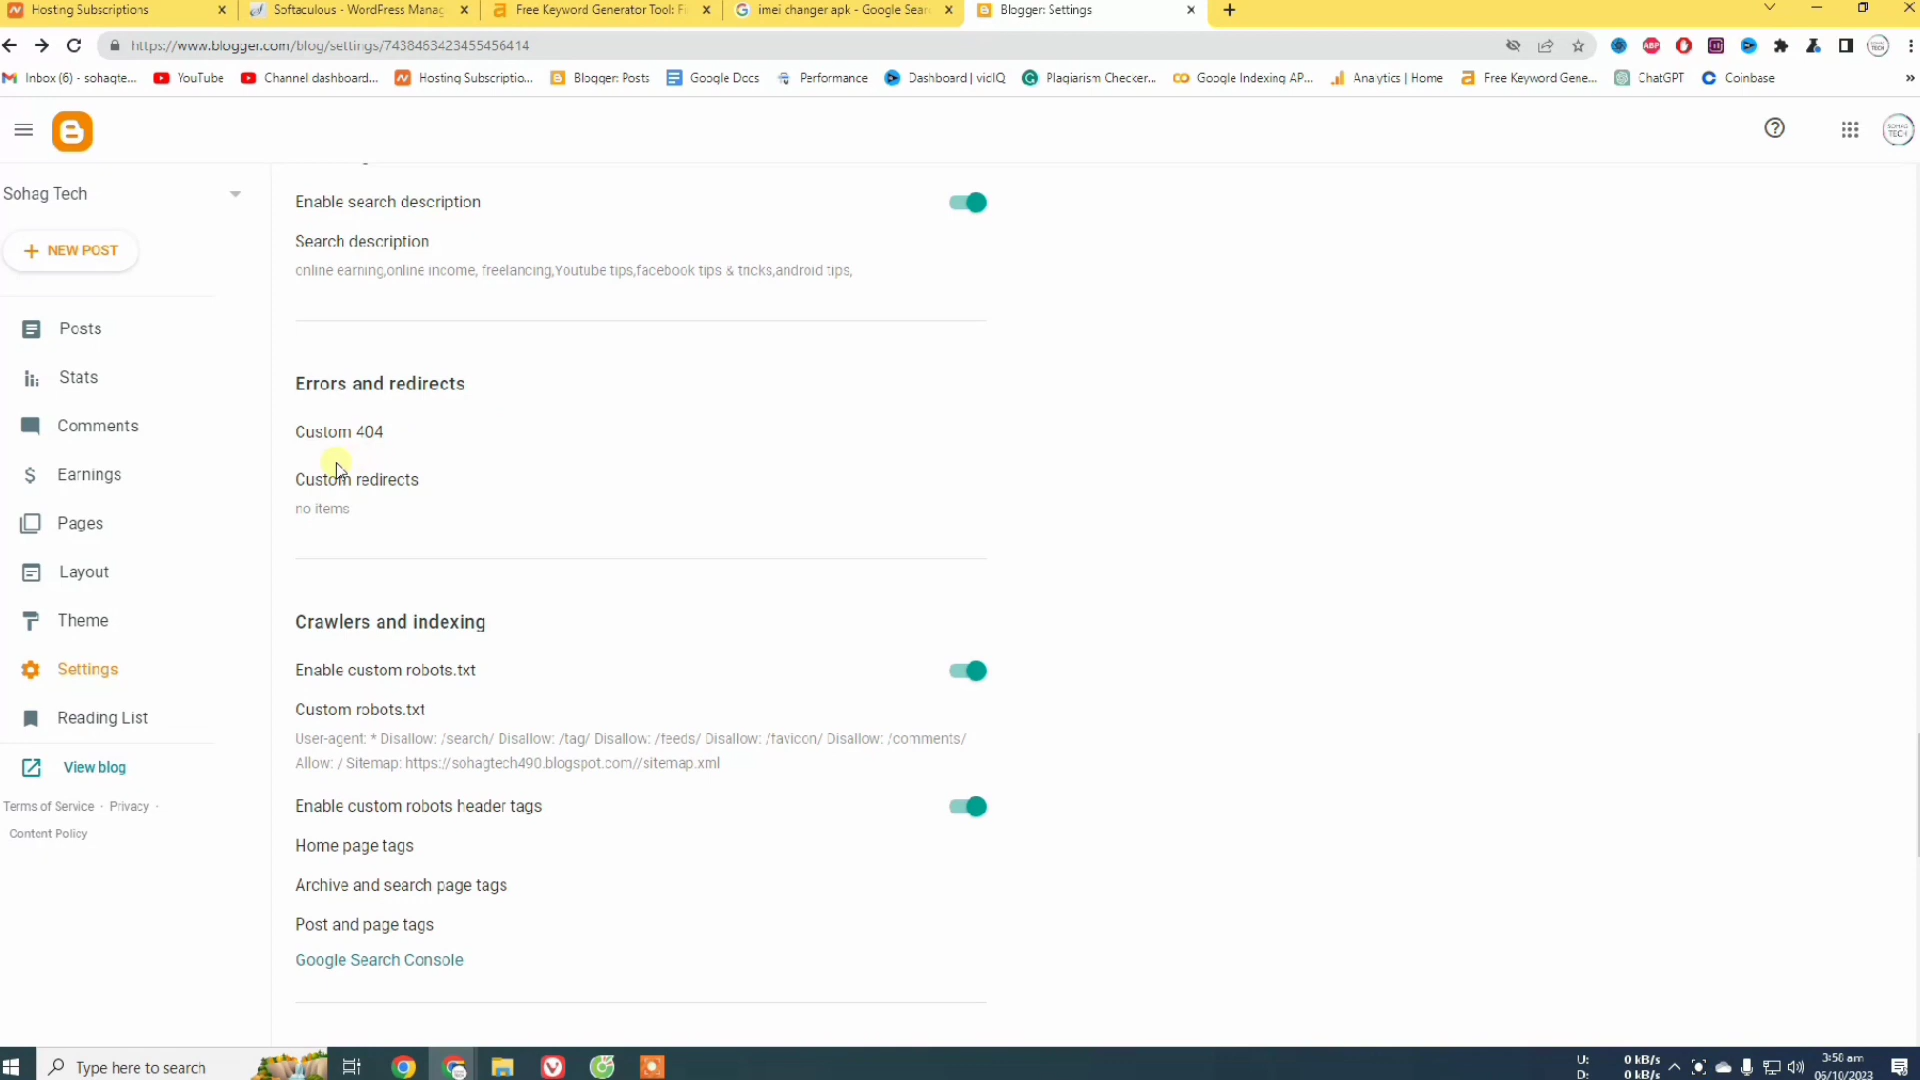 Hosting Subscriptions
Softaculous - WordPress Manag
Free Keyword Generator Tool: Fi
imei changer apk - Google Sear
Blogger: Settings
https://www.blogger.com/blog/settings/7438463423455456414
Inbox (6) - sohagte...
YouTube
Channel dashboard...
Hosting Subscriptio...
Blogger: Posts
Google Docs
Performance
Dashboard | vidIQ
Plagiarism Checker...
Google Indexing AP...
Analytics | Home
Free Keyword Gene...
ChatGPT
Coinbase
»
Sohag Tech
NEW POST
Posts
Stats
Comments
Earnings
Pages
Layout
Theme
Settings
Reading List
View blog
Terms of Service · Privacy ·
Content Policy
Enable search description
Search description
online earning,online income, freelancing,Youtube tips,facebook tips & tricks,android tips,
Errors and redirects
Custom 404
Custom redirects
no items
Crawlers and indexing
Enable custom robots.txt
Custom robots.txt
User-agent: * Disallow: /search/ Disallow: /tag/ Disallow: /feeds/ Disallow: /favicon/ Disallow: /comments/
Allow: / Sitemap: https://sohagtech490.blogspot.com//sitemap.xml
Enable custom robots header tags
Home page tags
Archive and search page tags
Post and page tags
Google Search Console
Type here to search
U: 0 kB/s
D: 0 kB/s
3:50 am
06/10/2023